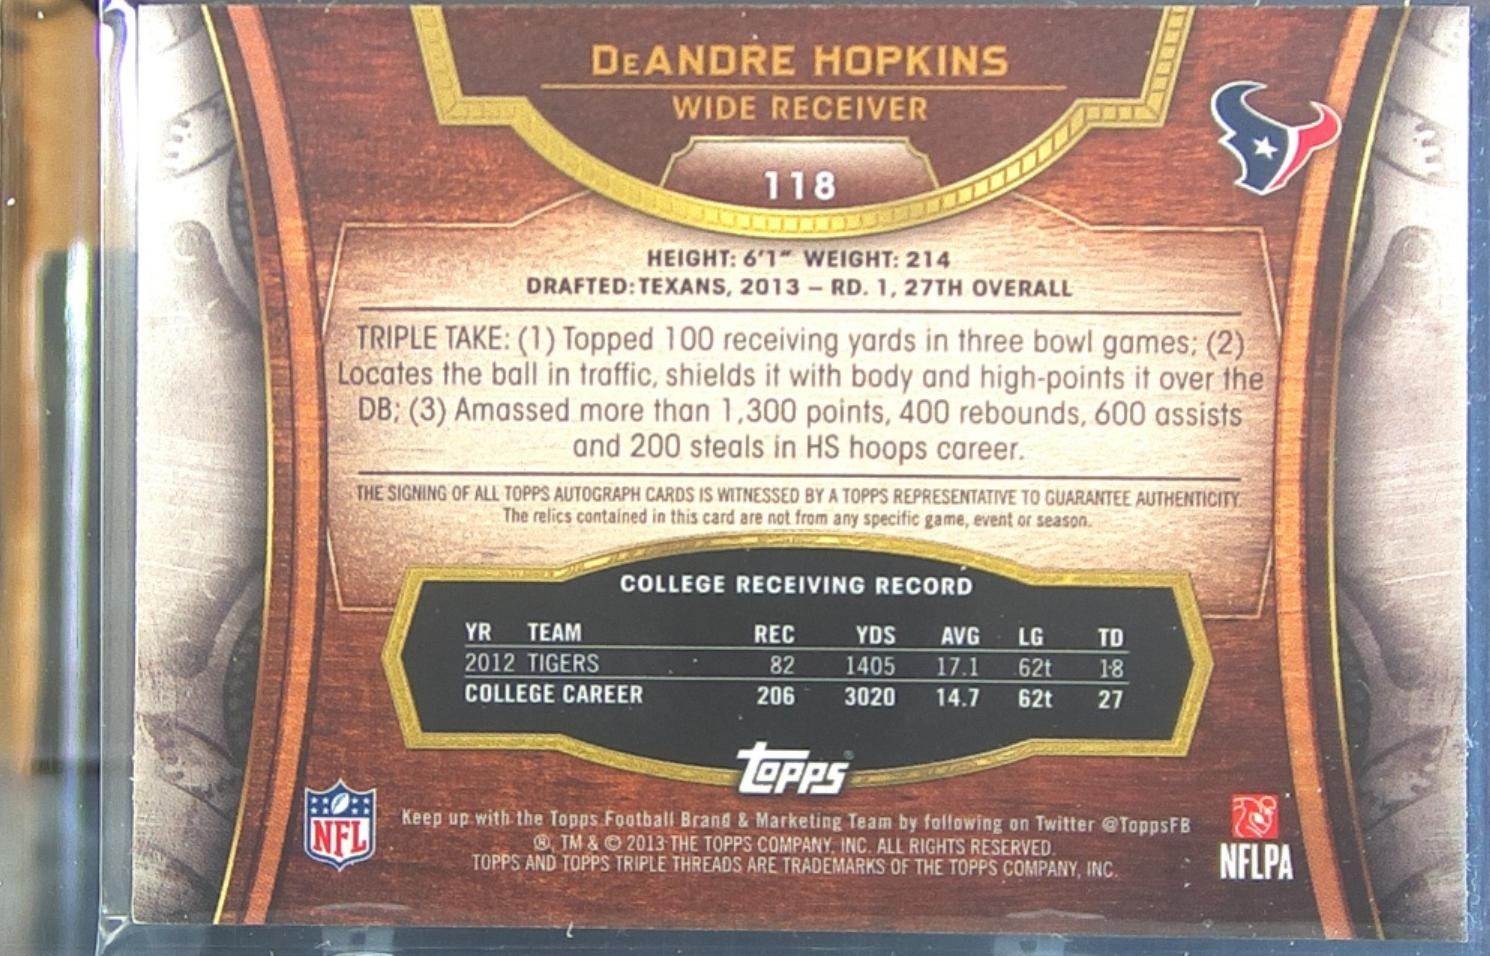 DeANDRE HOPKINS
WIDE RECEIVER
118
HEIGHT: 6'1" WEIGHT: 214
DRAFTED: TEXANS, 2013 – RD. 1, 27TH OVERALL
TRIPLE TAKE: (1) Topped 100 receiving yards in three bowl games; (2)
Locates the ball in traffic, shields it with body and high-points it over the
DB; (3) Amassed more than 1,300 points, 400 rebounds, 600 assists
and 200 steals in HS hoops career.
THE SIGNING OF ALL TOPPS AUTOGRAPH CARDS IS WITNESSED BY A TOPPS REPRESENTATIVE TO GUARANTEE AUTHENTICITY.
The relics contained in this card are not from any specific game, event or season.
COLLEGE RECEIVING RECORD
YR TEAM REC YDS AVG LG TD
2012 TIGERS 82 1405 17.1 62t 18
COLLEGE CAREER 206 3020 14.7 62t 27
Topps
NFL
Keep up with the Topps Football Brand & Marketing Team by following on Twitter @ToppsFB
®, TM & © 2013 THE TOPPS COMPANY, INC. ALL RIGHTS RESERVED.
TOPPS AND TOPPS TRIPLE THREADS ARE TRADEMARKS OF THE TOPPS COMPANY, INC.
NFLPA